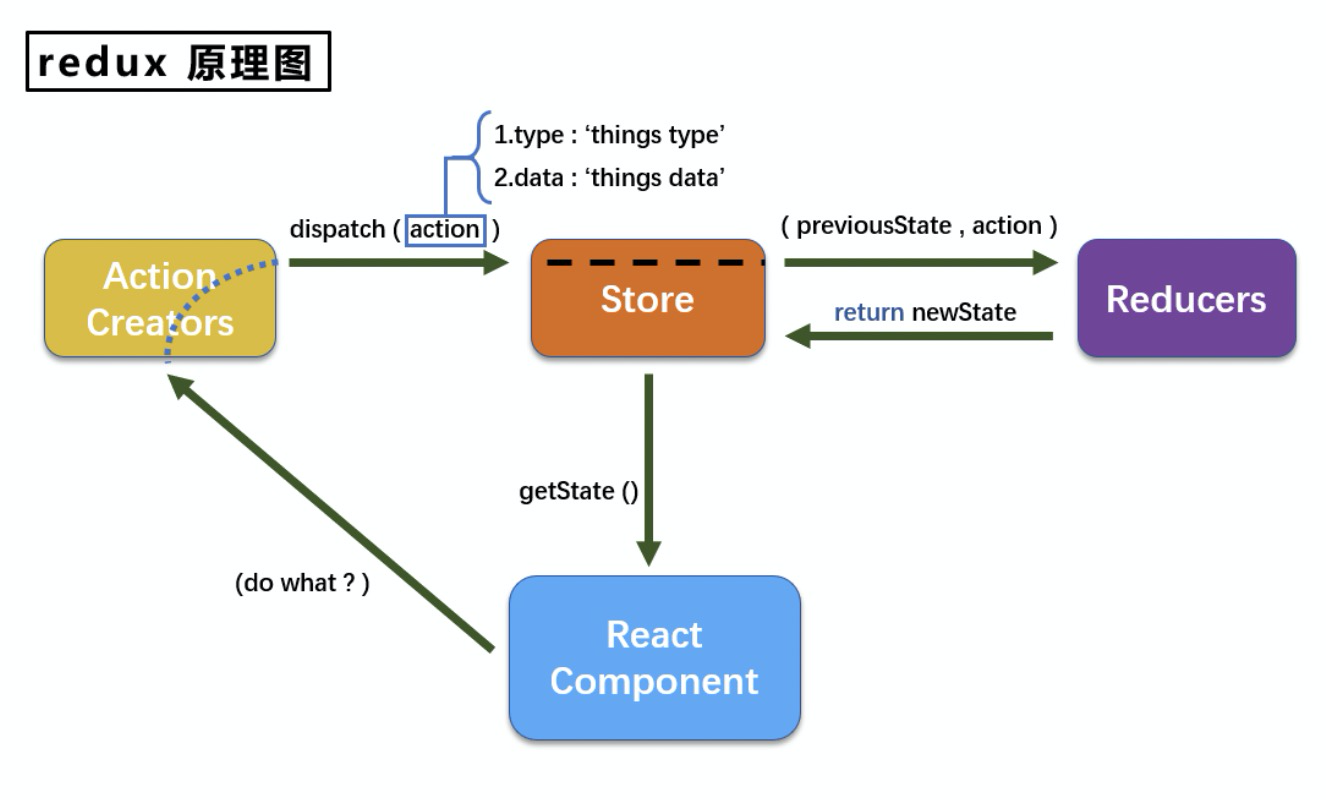 redux 原理图
1.type : ‘things type’
2.data : ‘things data’
dispatch ( action )
( previousState , action )
Action
Creators
Store
return newState
Reducers
getState ()
(do what ? )
React
Component